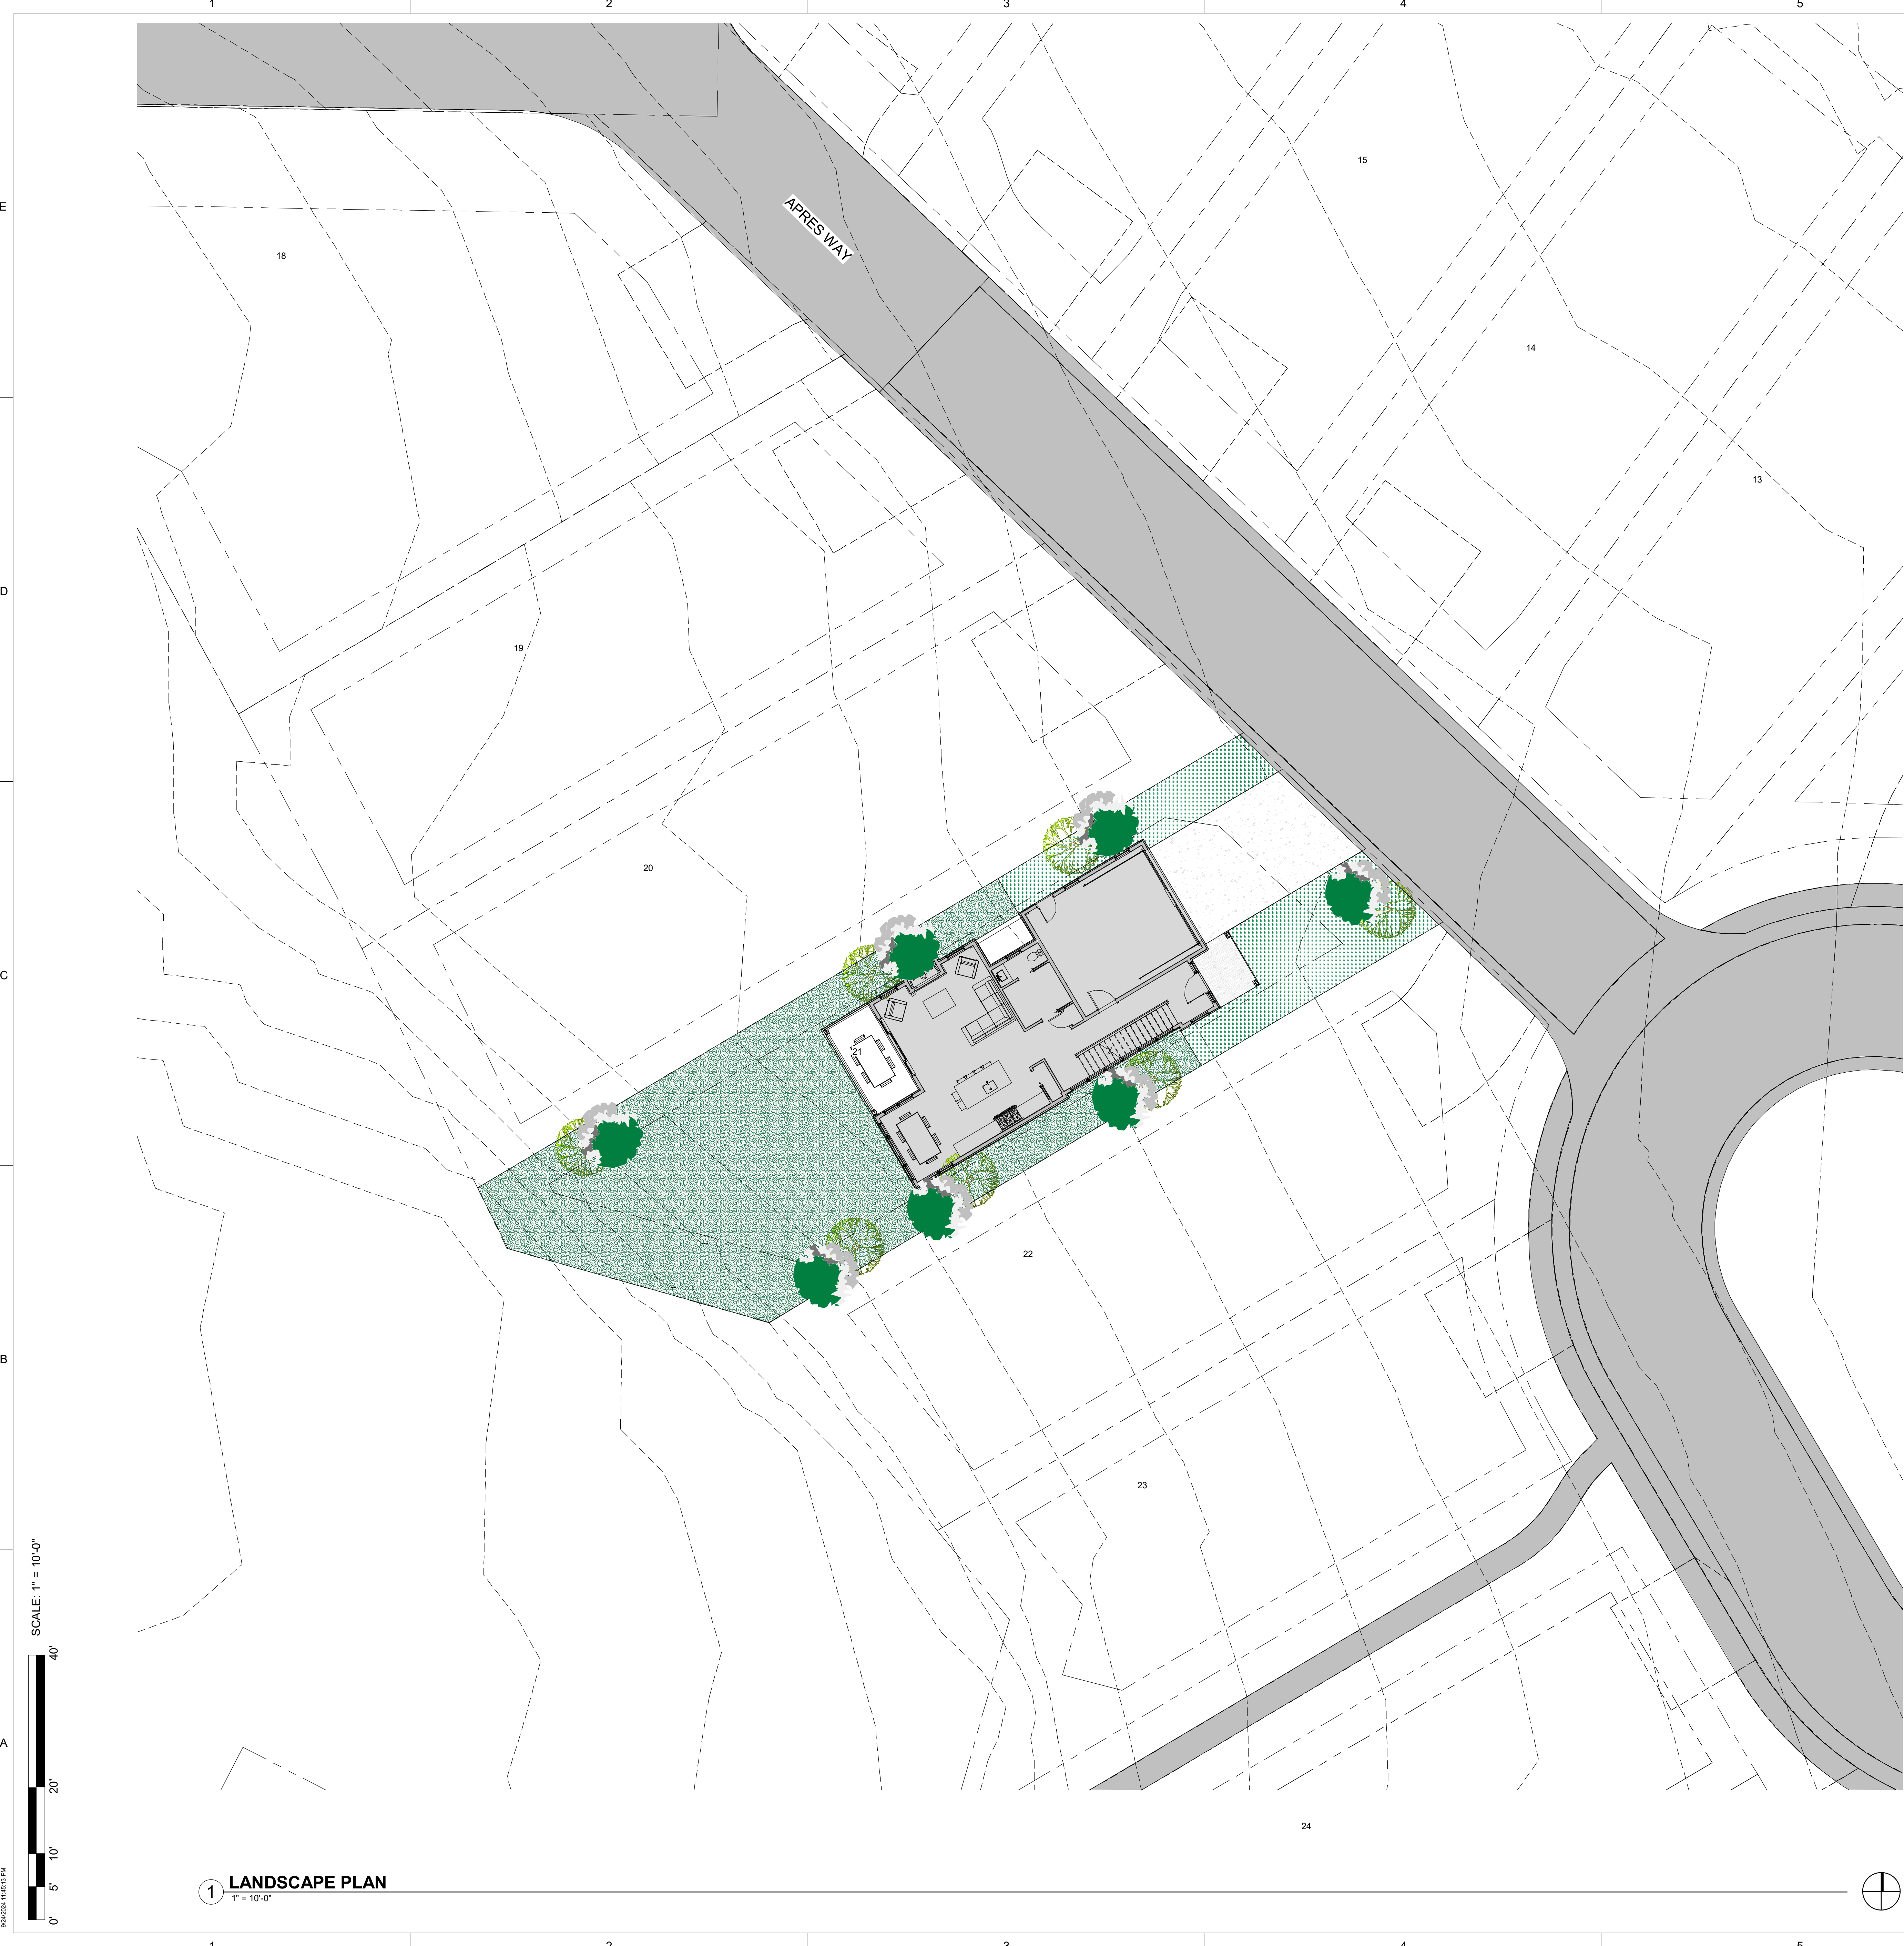 1 2 3 4 5
E
APRES WAY
15
18
14
13
D
19
20
C
21
22
B
23
SCALE: 1" = 10'-0"
40'
20'
10'
5'
0'
A
24
1 LANDSCAPE PLAN
1" = 10'-0"
9/24/2024 11:45:13 PM
1 2 3 4 5